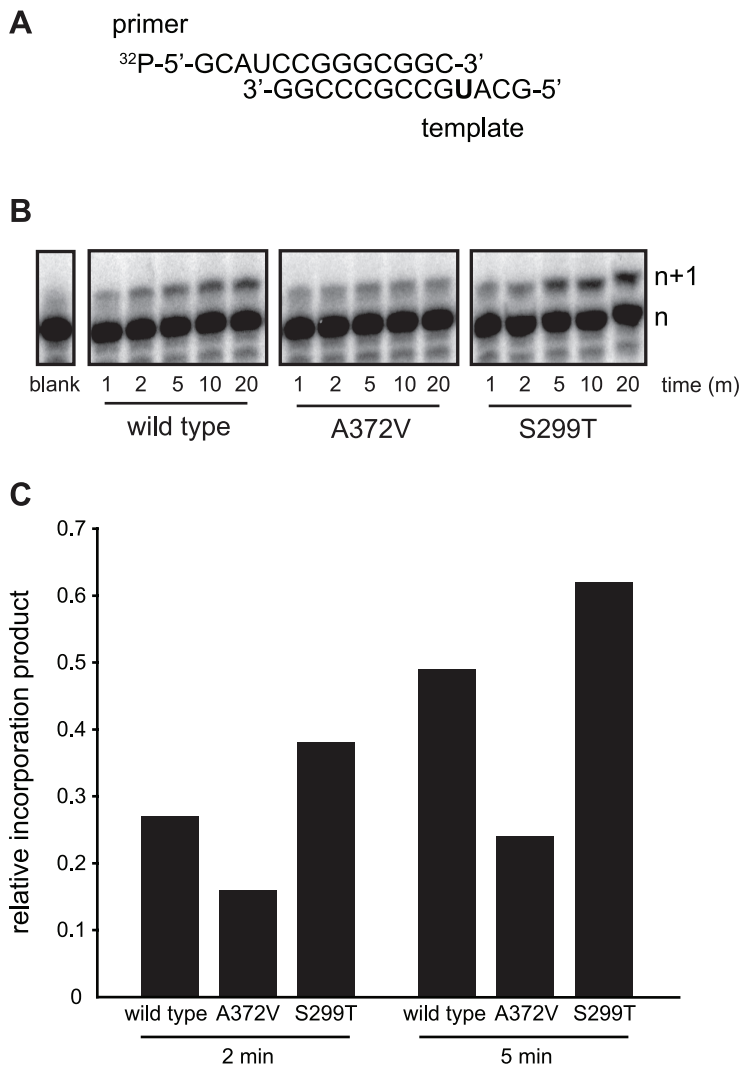 A
primer
32P-5’-GCAUCCGGGCGGC-3’
3’-GGCCCGCCGUACG-5’
template
B
n+1
n
blank 1 2 5 10 20 1 2 5 10 20 1 2 5 10 20 time (m)
wild type A372V S299T
C
relative incorporation product
0.7
0.6
0.5
0.4
0.3
0.2
0.1
0
wild type A372V S299T wild type A372V S299T
2 min 5 min